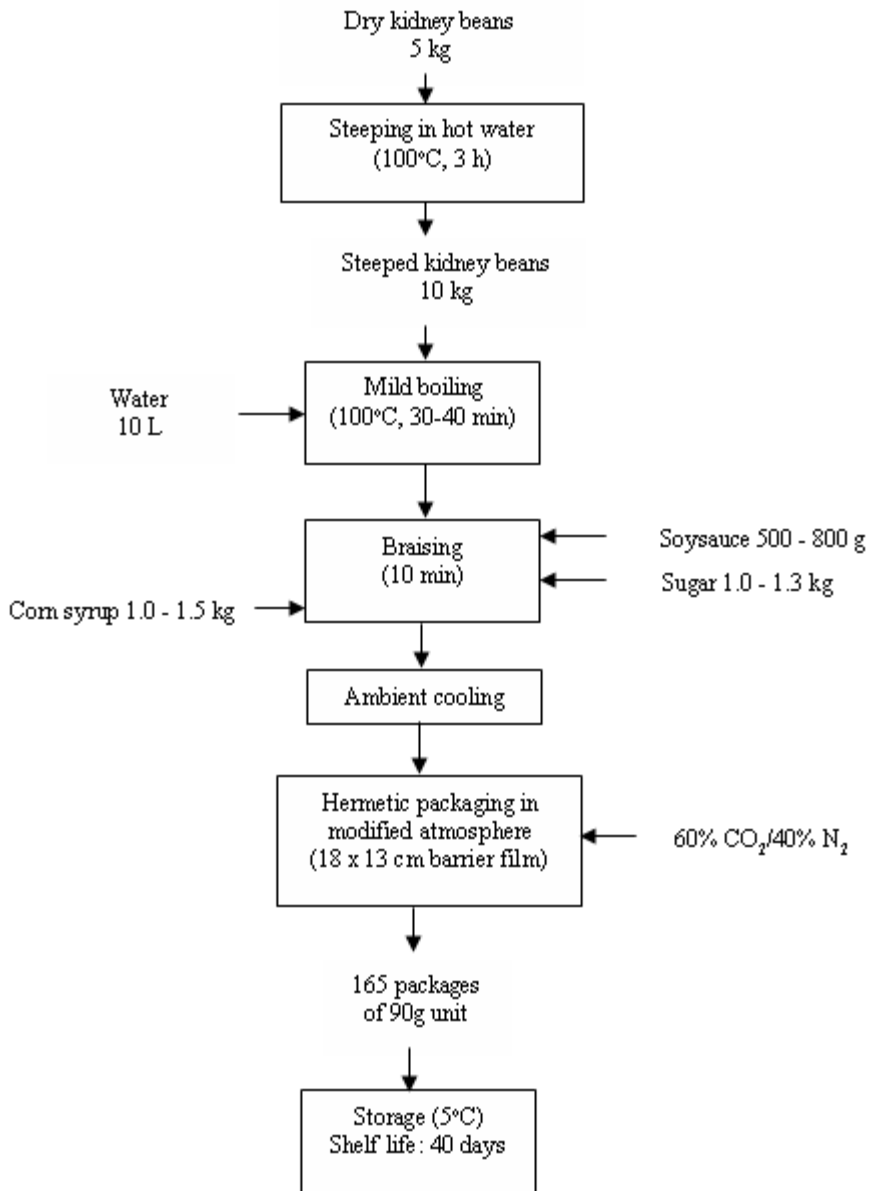 Dry kidney beans
5 kg
Steeping in hot water
(100°C, 3 h)
Steeped kidney beans
10 kg
Water
10 L
Mild boiling
(100°C, 30-40 min)
Braising
(10 min)
Soysauce 500 - 800 g
Sugar 1.0 - 1.3 kg
Corn syrup 1.0 - 1.5 kg
Ambient cooling
Hermetic packaging in
modified atmosphere
(18 x 13 cm barrier film)
60% CO₂/40% N₂
165 packages
of 90g unit
Storage (5°C)
Shelf life: 40 days